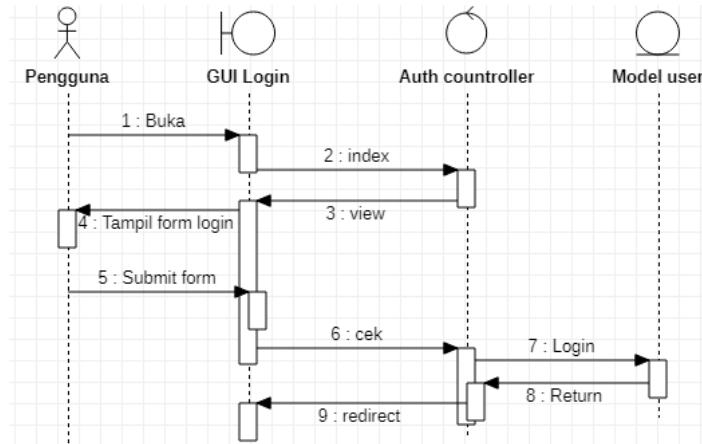 Pengguna
GUI Login
Auth countroller
Model user
1 : Buka
2 : index
3 : view
4 : Tampil form login
5 : Submit form
6 : cek
7 : Login
8 : Return
9 : redirect